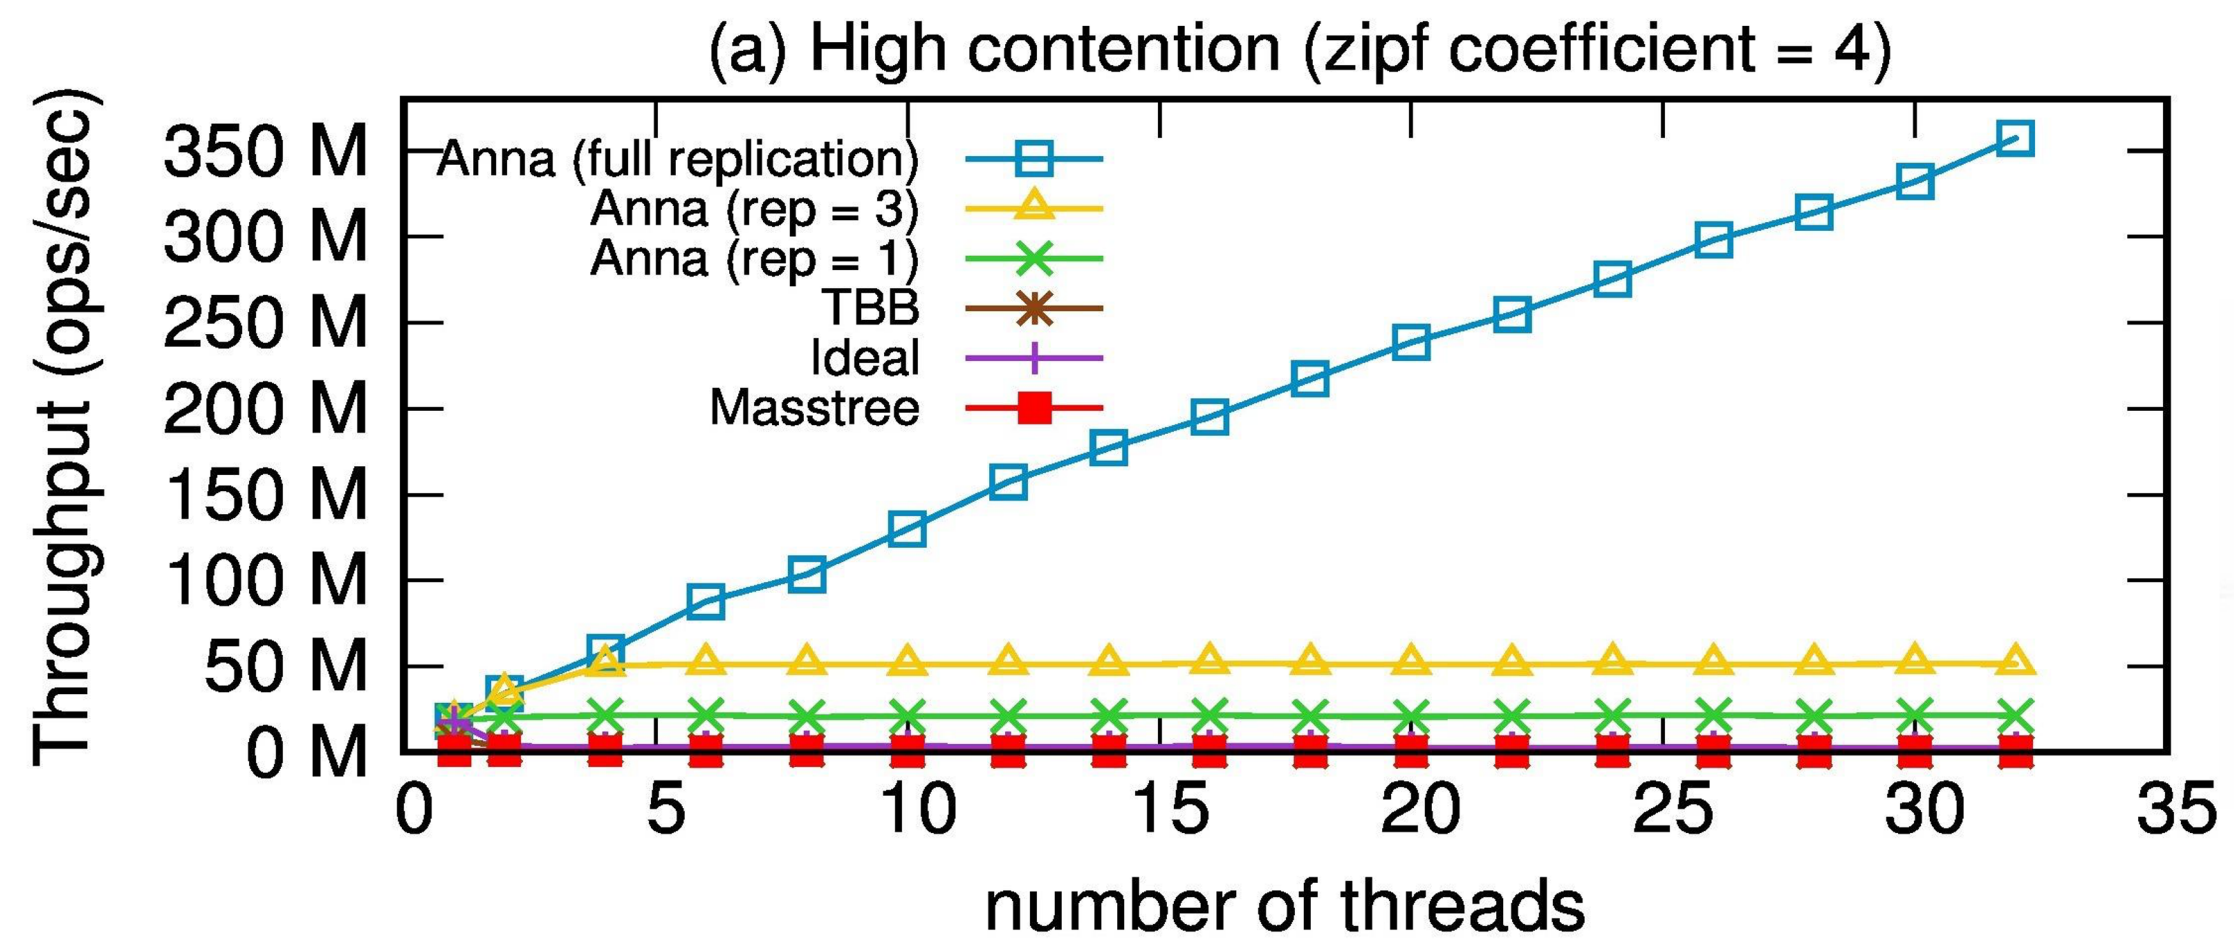 (a) High contention (zipf coefficient = 4)
Throughput (ops/sec)
350 M
300 M
250 M
200 M
150 M
100 M
50 M
0 M
Anna (full replication)
Anna (rep = 3)
Anna (rep = 1)
TBB
Ideal
Masstree
0 5 10 15 20 25 30 35
number of threads